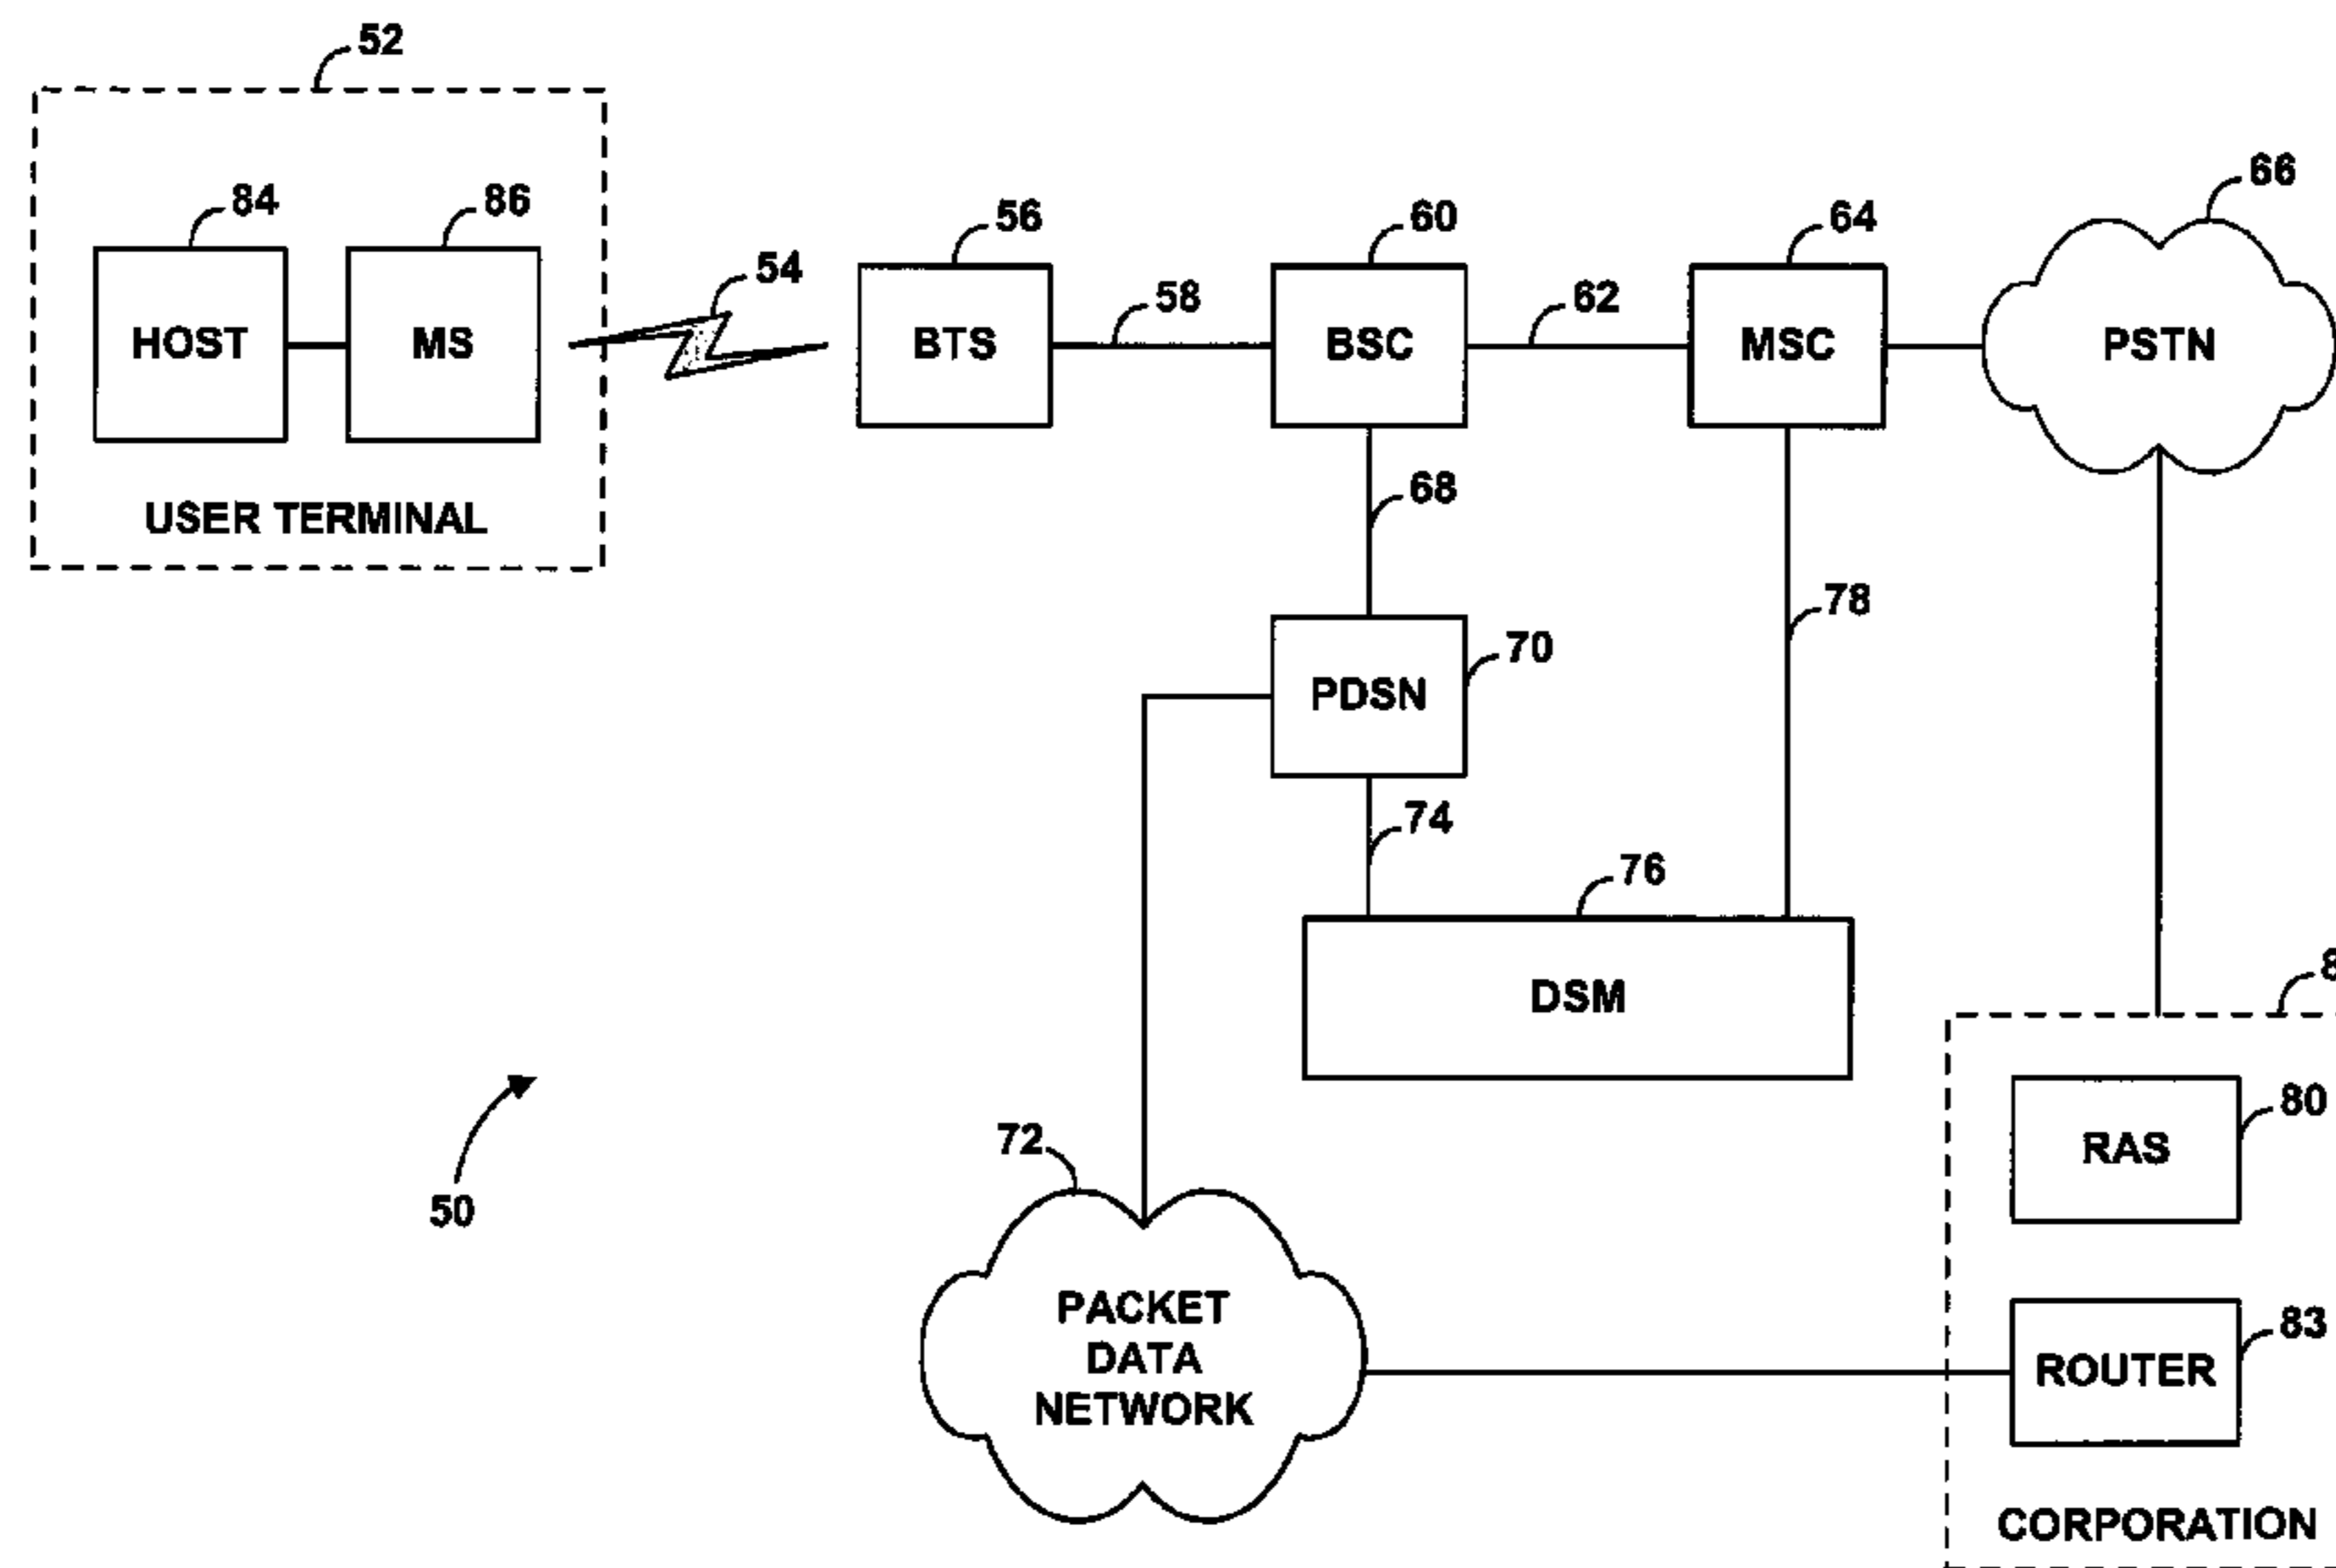 52
84
86
HOST
MS
USER TERMINAL
54
56
BTS
58
60
BSC
62
64
MSC
66
PSTN
68
70
PDSN
78
74
76
DSM
50
72
PACKET
DATA
NETWORK
80
RAS
83
ROUTER
CORPORATION